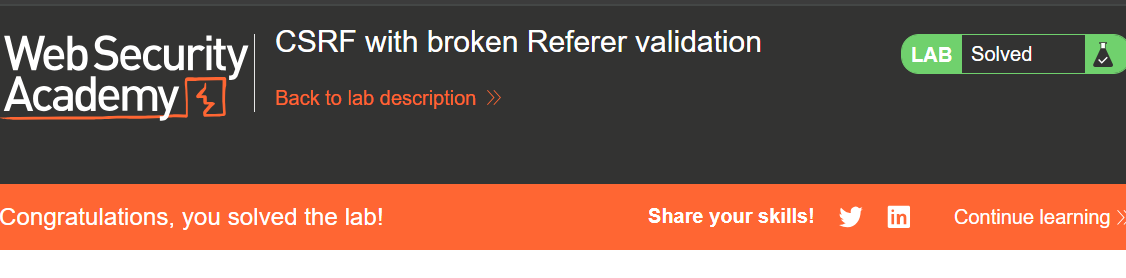 Web Security
Academy
CSRF with broken Referer validation
Back to lab description
LAB Solved
Congratulations, you solved the lab!
Share your skills!
Continue learning